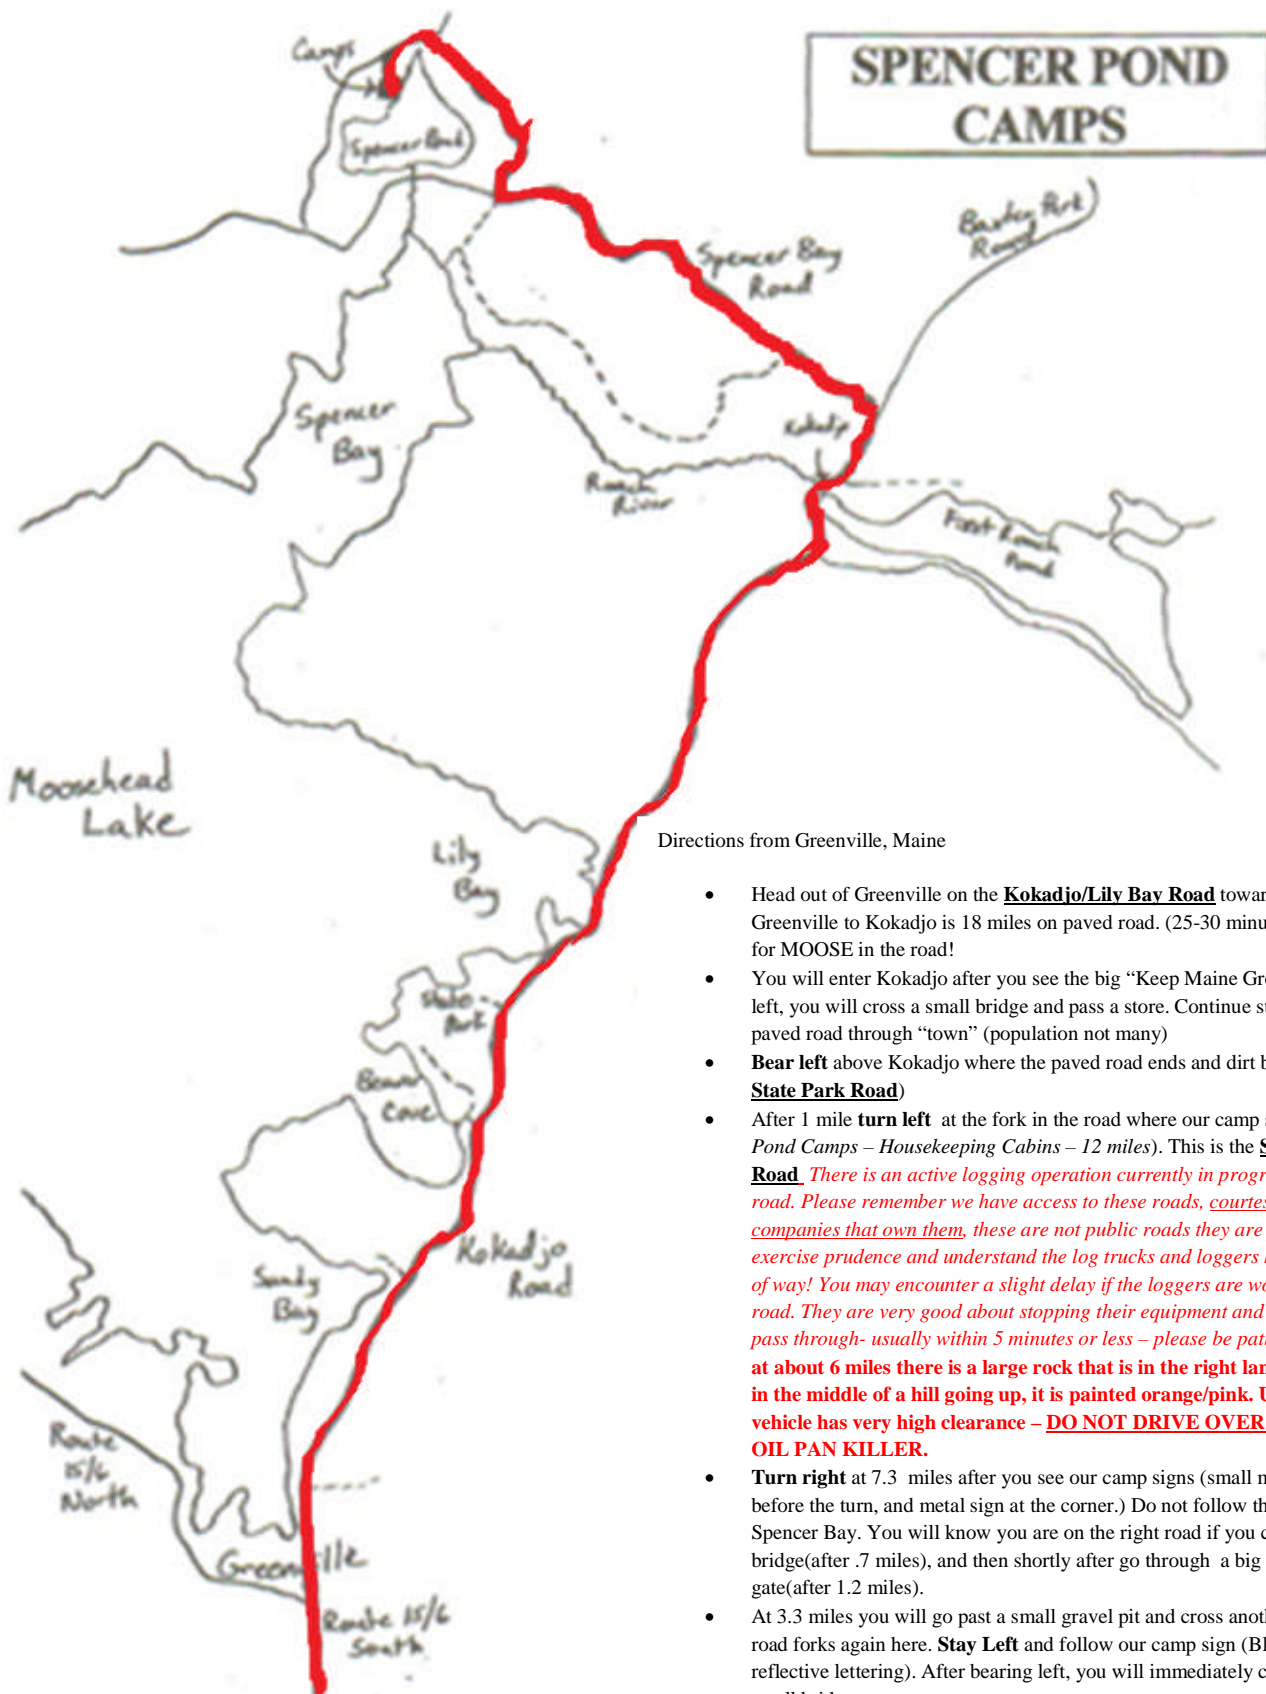 SPENCER POND
CAMPS
Camps
Spencer Pond
Baxter Park
Road
Spencer Bay
Road
Spencer
Bay
Kokadjo
Roach
River
First Roach
Pond
Moosehead
Lake
Lily
Bay
State
Park
Beaver
Cove
Kokadjo
Road
Sandy
Bay
Route
15/6
North
Greenville
Route 15/6
South
Directions from Greenville, Maine
• Head out of Greenville on the Kokadjo/Lily Bay Road towar
Greenville to Kokadjo is 18 miles on paved road. (25-30 minu
for MOOSE in the road!
• You will enter Kokadjo after you see the big “Keep Maine Gr
left, you will cross a small bridge and pass a store. Continue s
paved road through “town” (population not many)
• Bear left above Kokadjo where the paved road ends and dirt b
State Park Road)
• After 1 mile turn left at the fork in the road where our camp s
Pond Camps – Housekeeping Cabins – 12 miles). This is the S
Road There is an active logging operation currently in progr
road. Please remember we have access to these roads, courtes
companies that own them, these are not public roads they are
exercise prudence and understand the log trucks and loggers
of way! You may encounter a slight delay if the loggers are wo
road. They are very good about stopping their equipment and
pass through- usually within 5 minutes or less – please be pat
at about 6 miles there is a large rock that is in the right lan
in the middle of a hill going up, it is painted orange/pink. U
vehicle has very high clearance – DO NOT DRIVE OVER
OIL PAN KILLER.
• Turn right at 7.3 miles after you see our camp signs (small m
before the turn, and metal sign at the corner.) Do not follow th
Spencer Bay. You will know you are on the right road if you c
bridge(after .7 miles), and then shortly after go through a big
gate(after 1.2 miles).
• At 3.3 miles you will go past a small gravel pit and cross anot
road forks again here. Stay Left and follow our camp sign (Bl
reflective lettering). After bearing left, you will immediately c